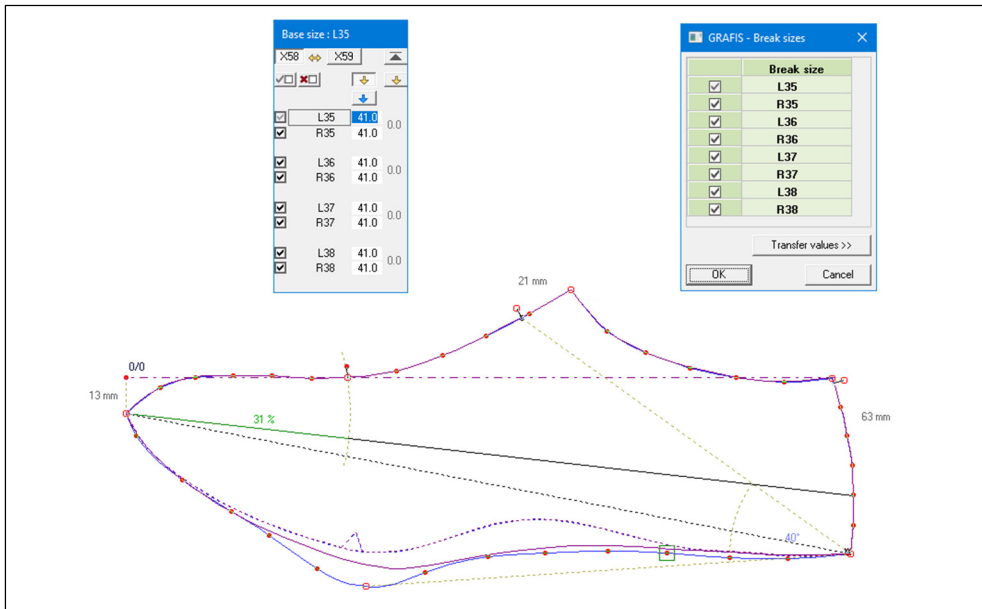 Base size : L35
X58 X59
L35 41.0
0.0
R35 41.0
L36 41.0
0.0
R36 41.0
L37 41.0
0.0
R37 41.0
L38 41.0
0.0
R38 41.0
GRAFIS - Break sizes
Break size
L35
R35
L36
R36
L37
R37
L38
R38
Transfer values >>
OK Cancel
21 mm
0/0
13 mm
31 %
63 mm
40°